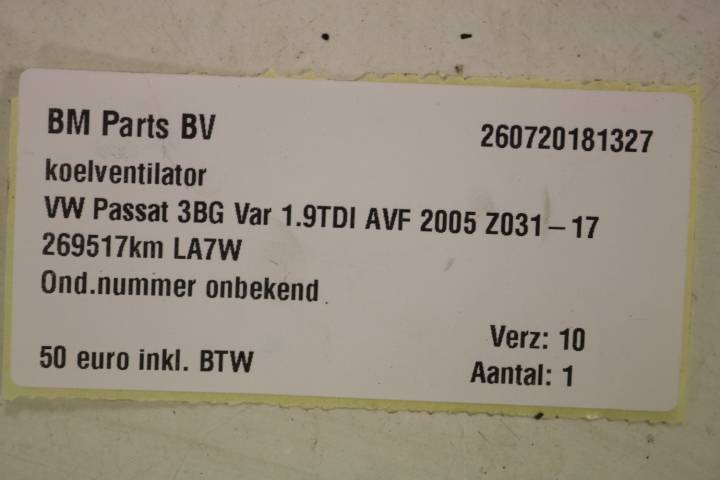 BM Parts BV 260720181327
koelventilator
VW Passat 3BG Var 1.9TDI AVF 2005 Z031-17
269517km LA7W
Ond.nummer onbekend
Verz: 10
50 euro inkl. BTW
Aantal: 1